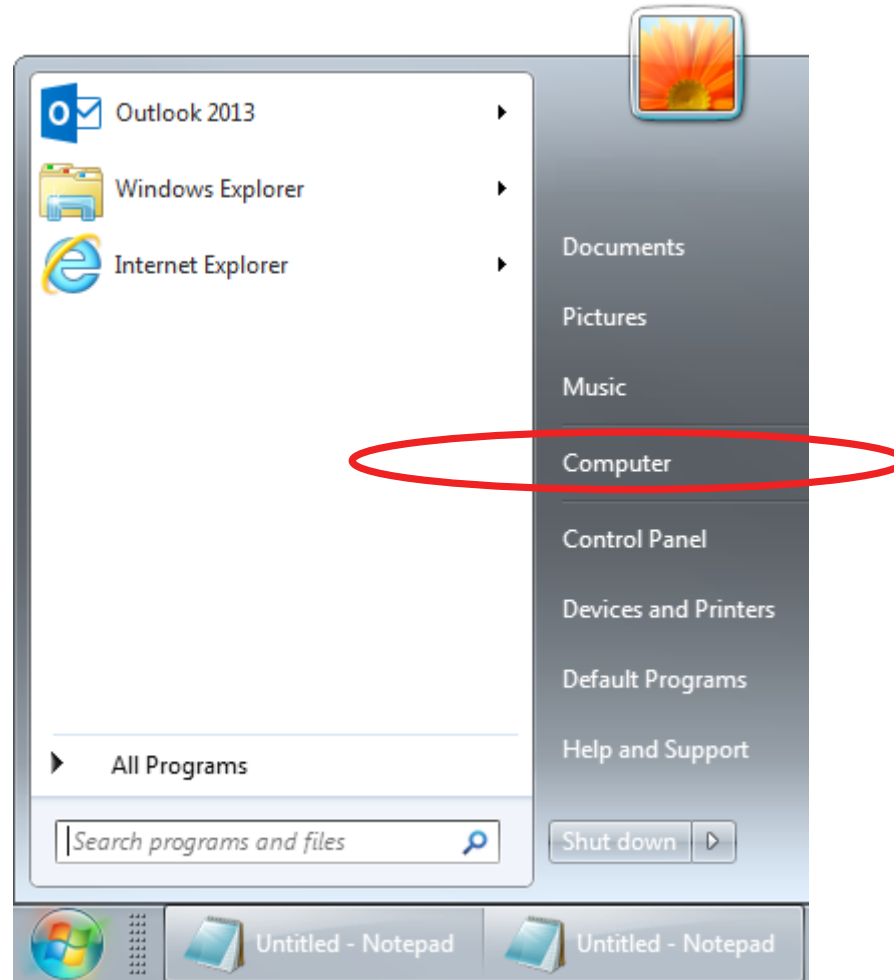 Outlook 2013
Windows Explorer
Internet Explorer
All Programs
Search programs and files
Documents
Pictures
Music
Computer
Control Panel
Devices and Printers
Default Programs
Help and Support
Shut down
Untitled - Notepad
Untitled - Notepad